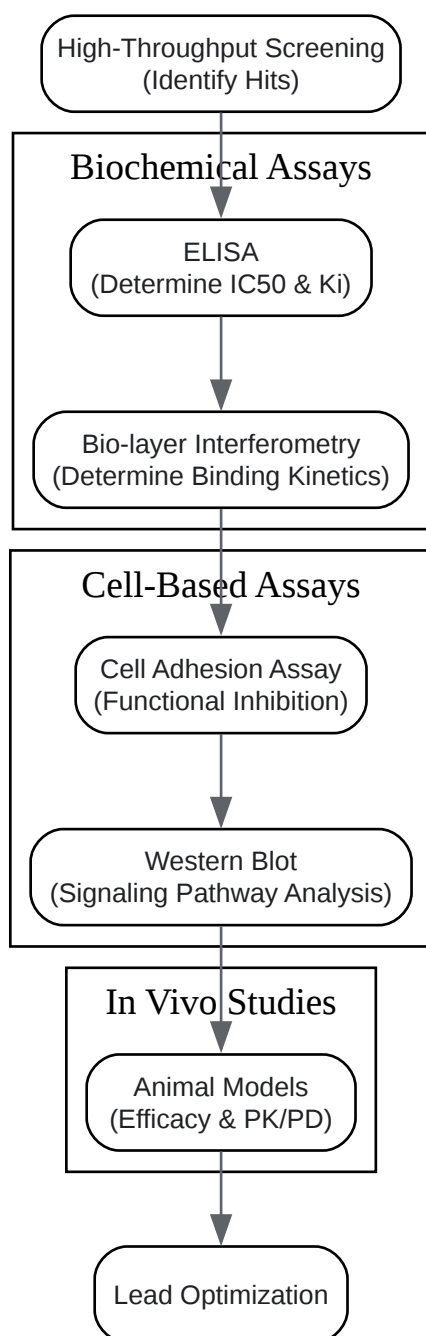 High-Throughput Screening
(Identify Hits)
Biochemical Assays
ELISA
(Determine IC50 & Ki)
Bio-layer Interferometry
(Determine Binding Kinetics)
Cell-Based Assays
Cell Adhesion Assay
(Functional Inhibition)
Western Blot
(Signaling Pathway Analysis)
In Vivo Studies
Animal Models
(Efficacy & PK/PD)
Lead Optimization